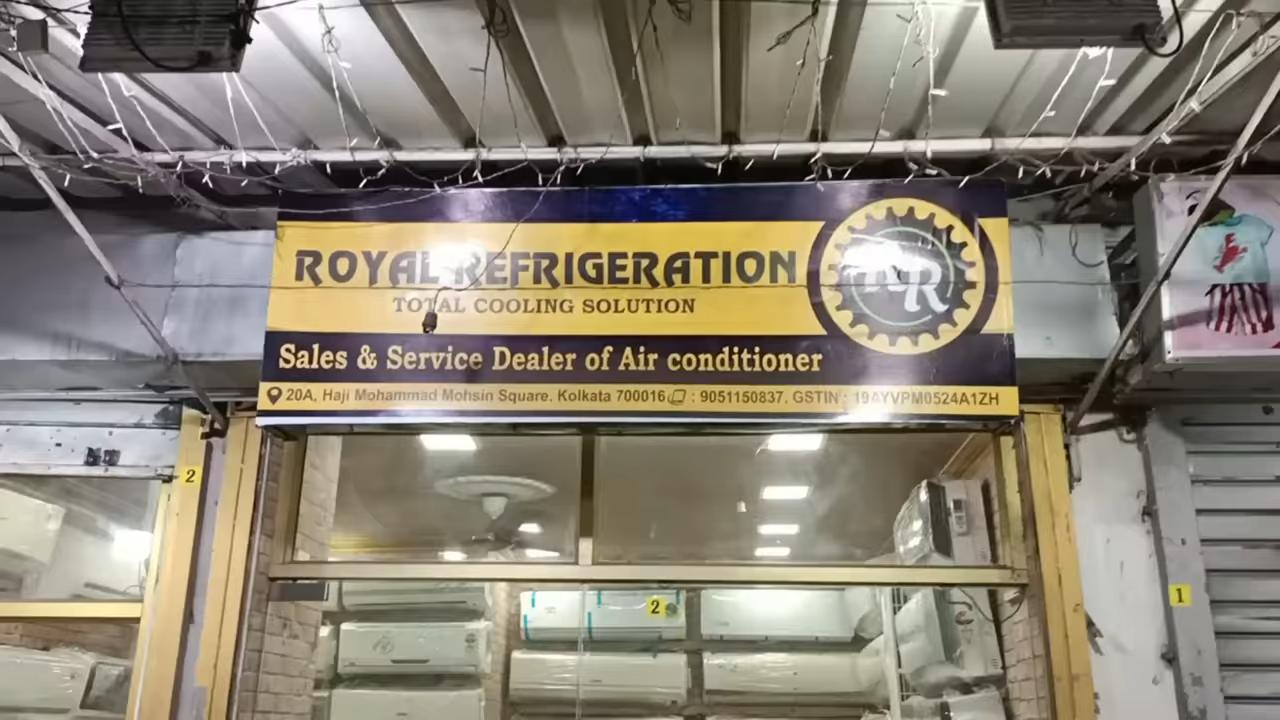 ROYAL REFRIGERATION
TOTAL COOLING SOLUTION
RR
Sales & Service Dealer of Air conditioner
20A, Haji Mohammad Mohsin Square. Kolkata 700016 : 9051150837. GSTIN : 19AYVPM0524A1ZH
2
2
1